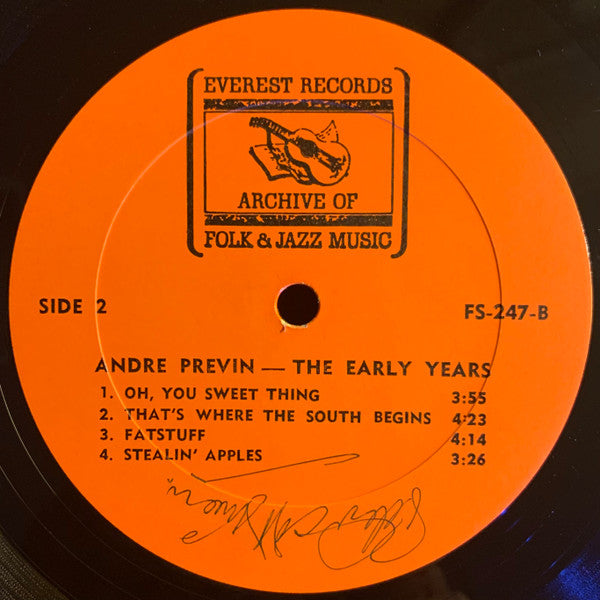 EVEREST RECORDS
ARCHIVE OF
FOLK & JAZZ MUSIC
SIDE 2 FS-247-B
ANDRE PREVIN — THE EARLY YEARS
1. OH, YOU SWEET THING 3:55
2. THAT'S WHERE THE SOUTH BEGINS 4:23
3. FATSTUFF 4:14
4. STEALIN' APPLES 3:26